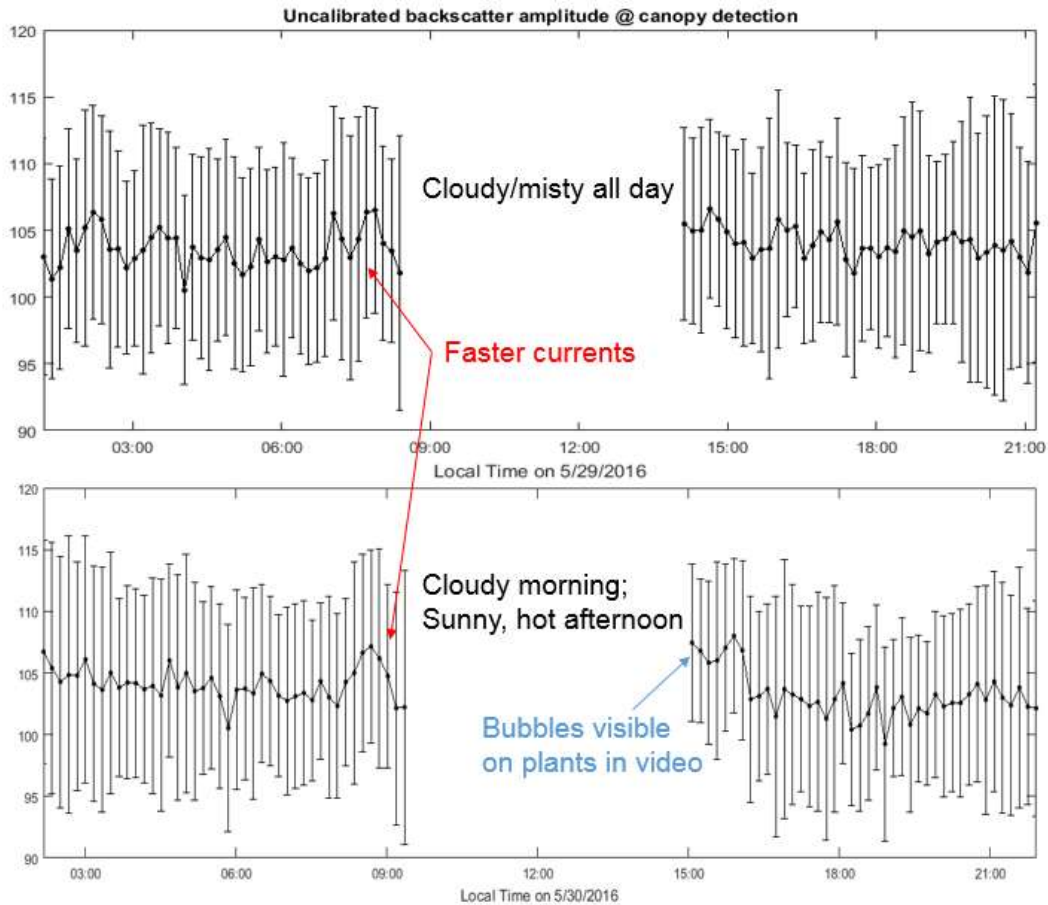 Uncalibrated backscatter amplitude @ canopy detection
120
115
110
105
100
95
90
Cloudy/misty all day
Faster currents
03:00 06:00 09:00 12:00 15:00 18:00 21:00
Local Time on 5/29/2016
120
115
110
105
100
95
90
Cloudy morning;
Sunny, hot afternoon
Bubbles visible
on plants in video
03:00 06:00 09:00 12:00 15:00 18:00 21:00
Local Time on 5/30/2016